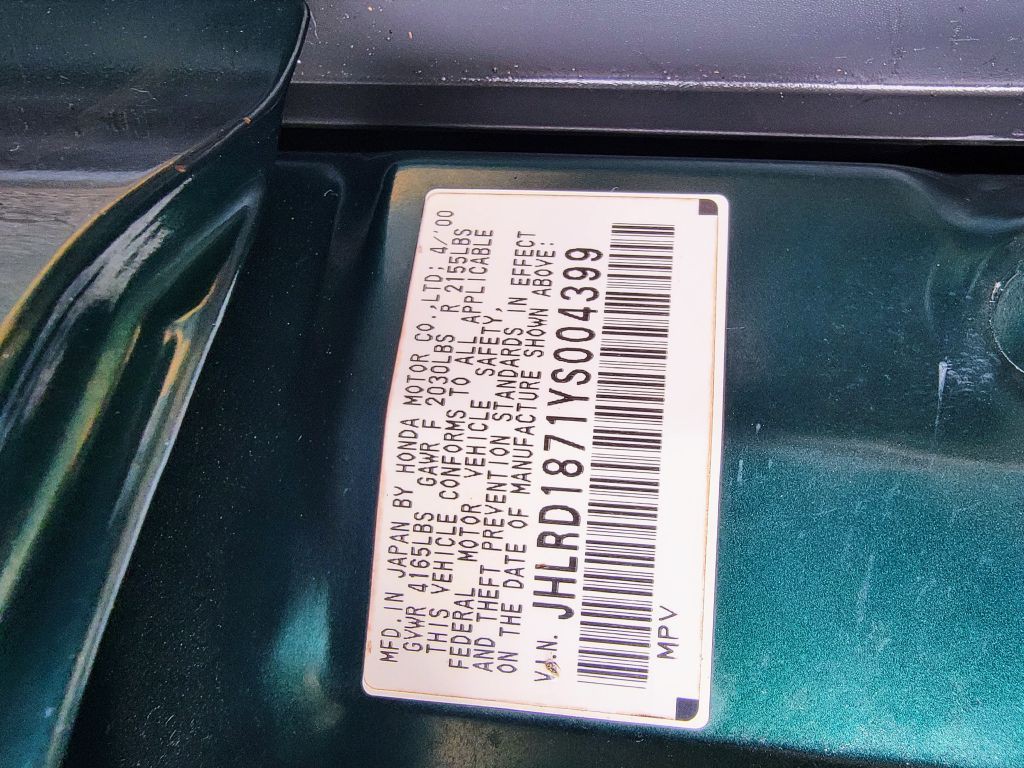 MFD. IN JAPAN BY HONDA MOTOR CO.,LTD; 4/'00
GVWR 4165LBS GAWR F 2030LBS R 2155LBS
THIS VEHICLE CONFORMS TO ALL APPLICABLE
FEDERAL MOTOR VEHICLE SAFETY,
AND THEFT PREVENTION STANDARDS IN EFFECT
ON THE DATE OF MANUFACTURE SHOWN ABOVE:
V.I.N. JHLRD1871YS004399
MPV